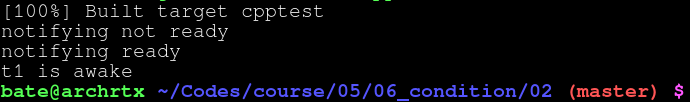 [100%] Built target cpptest
notifying not ready
notifying ready
t1 is awake
bate@archrtx ~/Codes/course/05/06_condition/02 (master) $